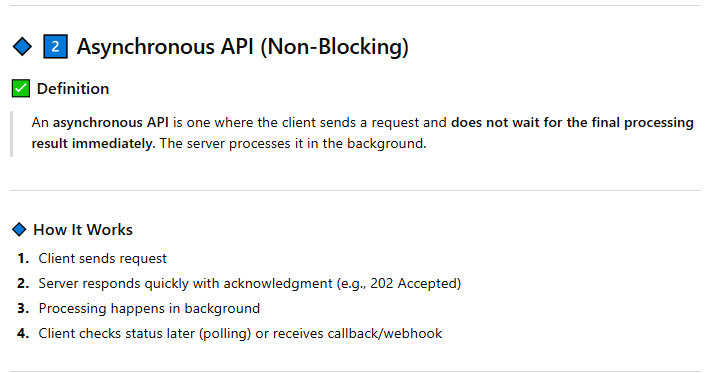 2 Asynchronous API (Non-Blocking)
Definition
An asynchronous API is one where the client sends a request and does not wait for the final processing
result immediately. The server processes it in the background.
How It Works
1. Client sends request
2. Server responds quickly with acknowledgment (e.g., 202 Accepted)
3. Processing happens in background
4. Client checks status later (polling) or receives callback/webhook